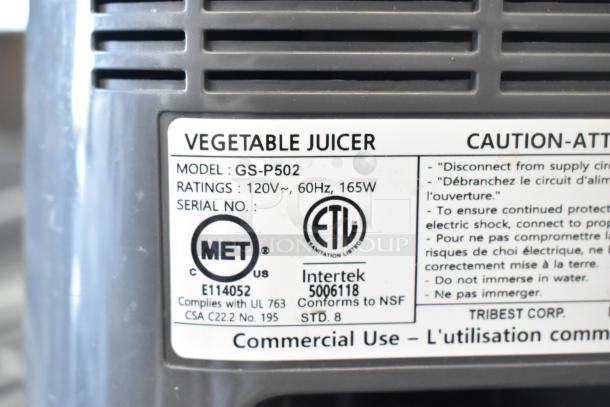 VEGETABLE JUICER
MODEL : GS-P502
RATINGS : 120V~, 60Hz, 165W
SERIAL NO. :
MET
C US
E114052
Complies with UL 763
CSA C22.2 No. 195
ETL
SANITATION LISTED
Intertek
5006118
Conforms to NSF
STD. 8
CAUTION-ATT
- "Disconnect from supply circ
- "Débranchez le circuit d'alim
l'ouverture."
- To ensure continued protect
electric shock, connect to prop
- Pour ne pas compromettre la
risques de choi électrique, ne l
correctement mise à la terre.
- Do not immerse in water.
- Ne pas immerger.
TRIBEST CORP.
Commercial Use – L'utilisation comm